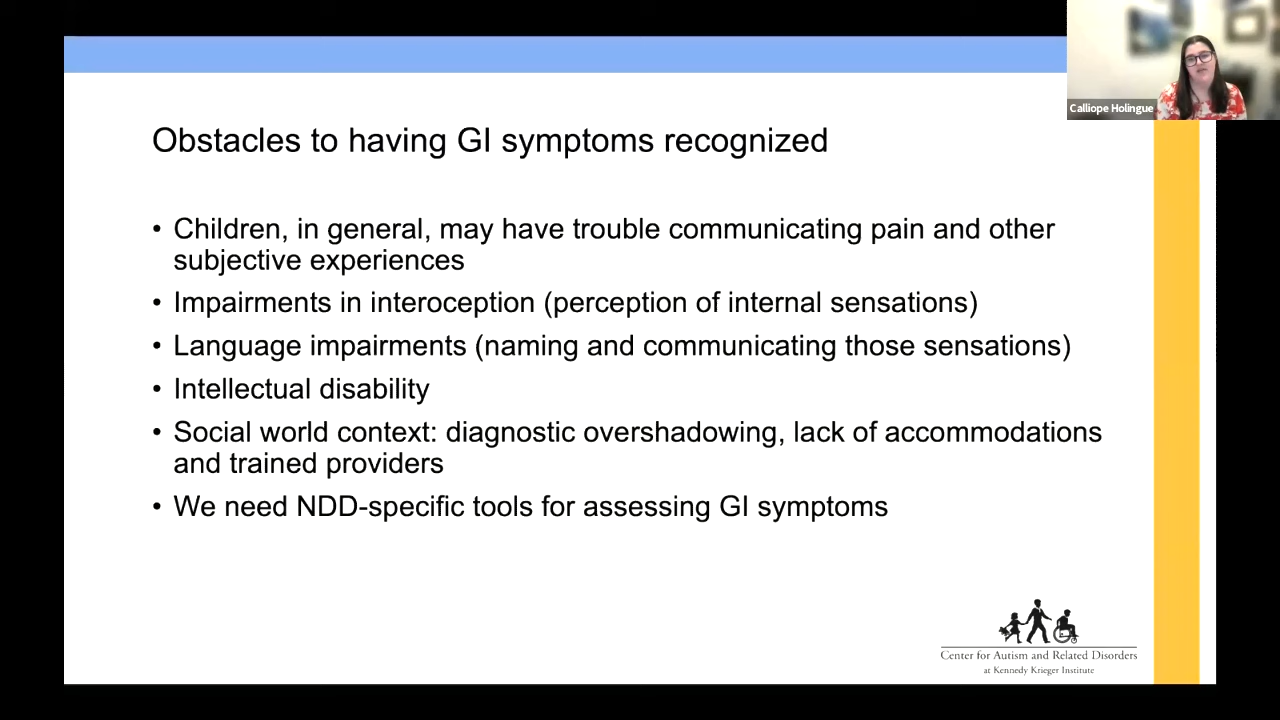 Calliope Holingue
Obstacles to having GI symptoms recognized
• Children, in general, may have trouble communicating pain and other
subjective experiences
• Impairments in interoception (perception of internal sensations)
• Language impairments (naming and communicating those sensations)
• Intellectual disability
• Social world context: diagnostic overshadowing, lack of accommodations
and trained providers
• We need NDD-specific tools for assessing GI symptoms
Center for Autism and Related Disorders
at Kennedy Krieger Institute